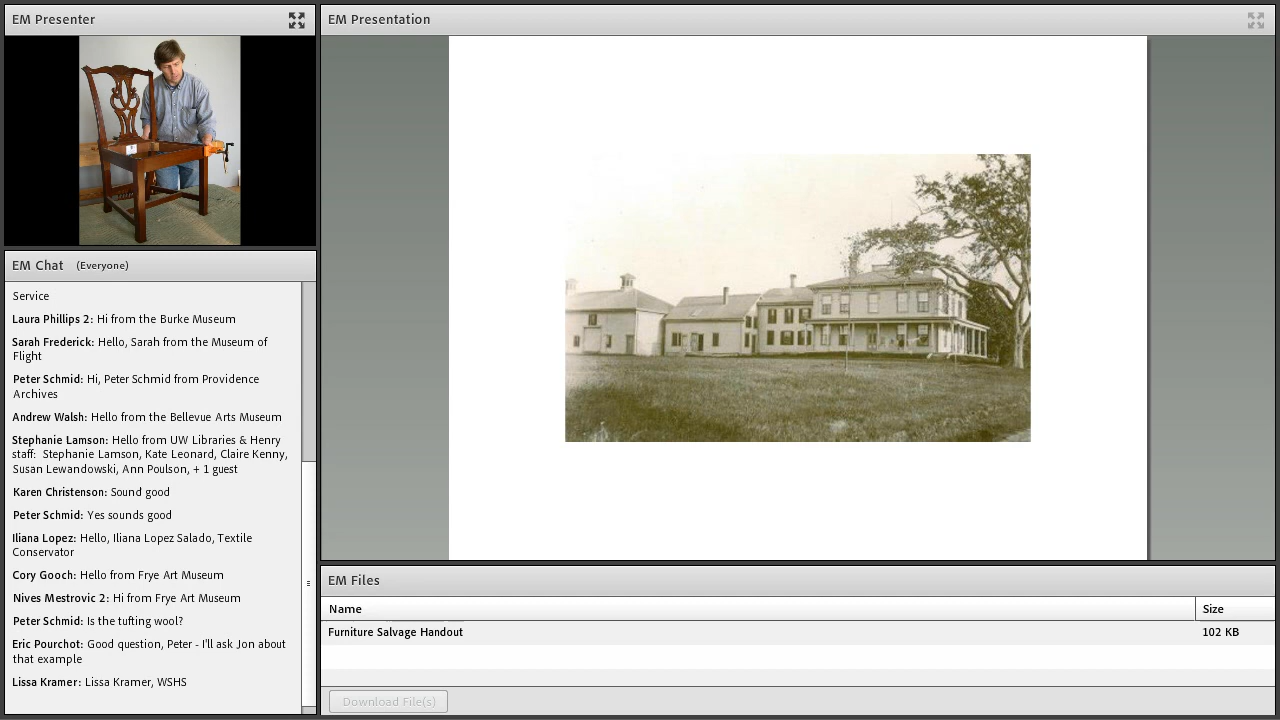 EM Presenter
EM Presentation
EM Chat (Everyone)
Service
Laura Phillips 2: Hi from the Burke Museum
Sarah Frederick: Hello, Sarah from the Museum of
Flight
Peter Schmid: Hi, Peter Schmid from Providence
Archives
Andrew Walsh: Hello from the Bellevue Arts Museum
Stephanie Lamson: Hello from UW Libraries & Henry
staff: Stephanie Lamson, Kate Leonard, Claire Kenny,
Susan Lewandowski, Ann Poulson, + 1 guest
Karen Christenson: Sound good
Peter Schmid: Yes sounds good
Iliana Lopez: Hello, Iliana Lopez Salado, Textile
Conservator
Cory Gooch: Hello from Frye Art Museum
Nives Mestrovic 2: Hi from Frye Art Museum
Peter Schmid: Is the tufting wool?
Eric Pourchot: Good question, Peter - I'll ask Jon about
that example
Lissa Kramer: Lissa Kramer, WSHS
EM Files
Name Size
Furniture Salvage Handout 102 KB
Download File(s)